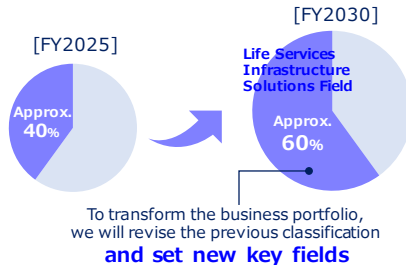 [FY2025]
Approx.
40%
[FY2030]
Life Services
Infrastructure
Solutions Field
Approx.
60%
To transform the business portfolio,
we will revise the previous classification
and set new key fields